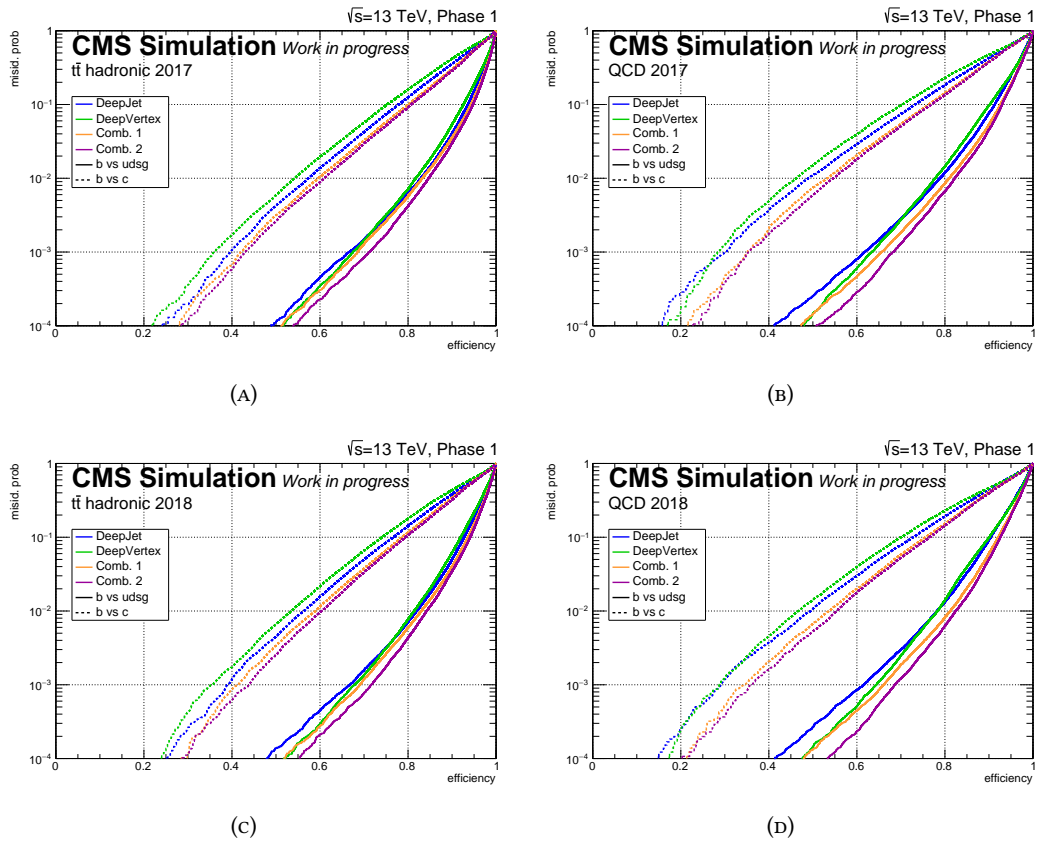 √s=13 TeV, Phase 1
misid. prob
1
10⁻¹
10⁻²
10⁻³
10⁻⁴
CMS Simulation Work in progress
tt̄ hadronic 2017
DeepJet
DeepVertex
Comb. 1
Comb. 2
b vs udsg
b vs c
0 0.2 0.4 0.6 0.8 1
efficiency
(A)
√s=13 TeV, Phase 1
misid. prob
1
10⁻¹
10⁻²
10⁻³
10⁻⁴
CMS Simulation Work in progress
QCD 2017
DeepJet
DeepVertex
Comb. 1
Comb. 2
b vs udsg
b vs c
0 0.2 0.4 0.6 0.8 1
efficiency
(B)
√s=13 TeV, Phase 1
misid. prob
1
10⁻¹
10⁻²
10⁻³
10⁻⁴
CMS Simulation Work in progress
tt̄ hadronic 2018
DeepJet
DeepVertex
Comb. 1
Comb. 2
b vs udsg
b vs c
0 0.2 0.4 0.6 0.8 1
efficiency
(C)
√s=13 TeV, Phase 1
misid. prob
1
10⁻¹
10⁻²
10⁻³
10⁻⁴
CMS Simulation Work in progress
QCD 2018
DeepJet
DeepVertex
Comb. 1
Comb. 2
b vs udsg
b vs c
0 0.2 0.4 0.6 0.8 1
efficiency
(D)